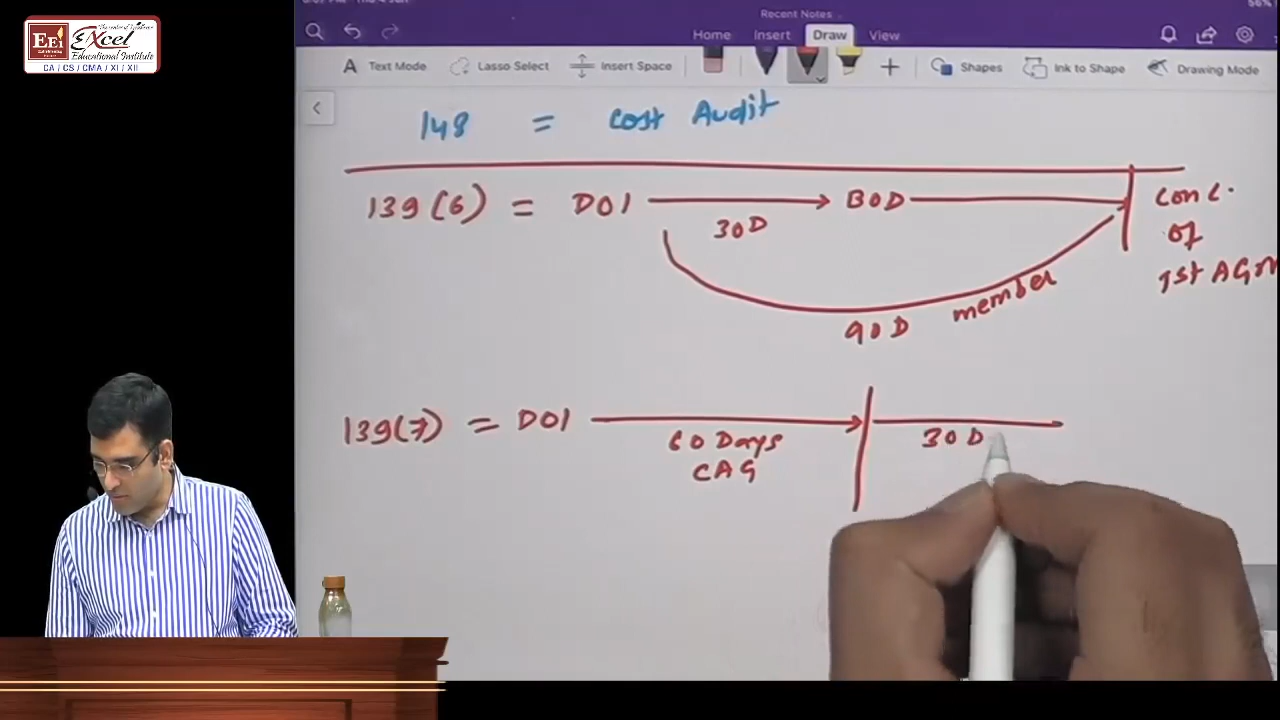 EEi
Excel
Educational Institute
CA / CS / CMA / XI / XII
Recent Notes
56%
Home Insert Draw View
A Text Mode Lasso Select Insert Space Shapes Ink to Shape Drawing Mode
148 = Cost Audit
139(6) = DOI 30D BOD Conc. of 1st AGM
90D member
139(7) = DOI 60 Days CAG 30D